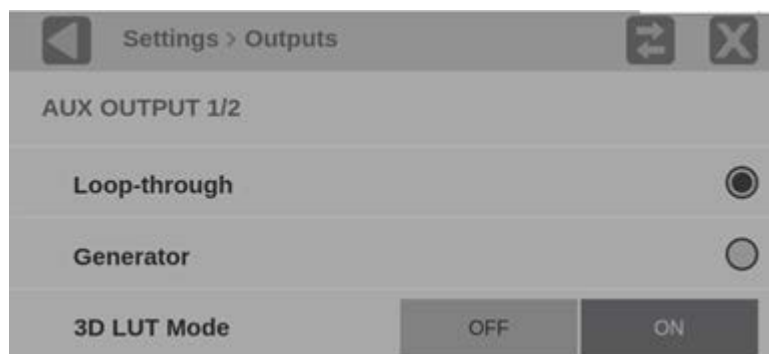 Settings > Outputs
AUX OUTPUT 1/2
Loop-through
Generator
3D LUT Mode OFF ON